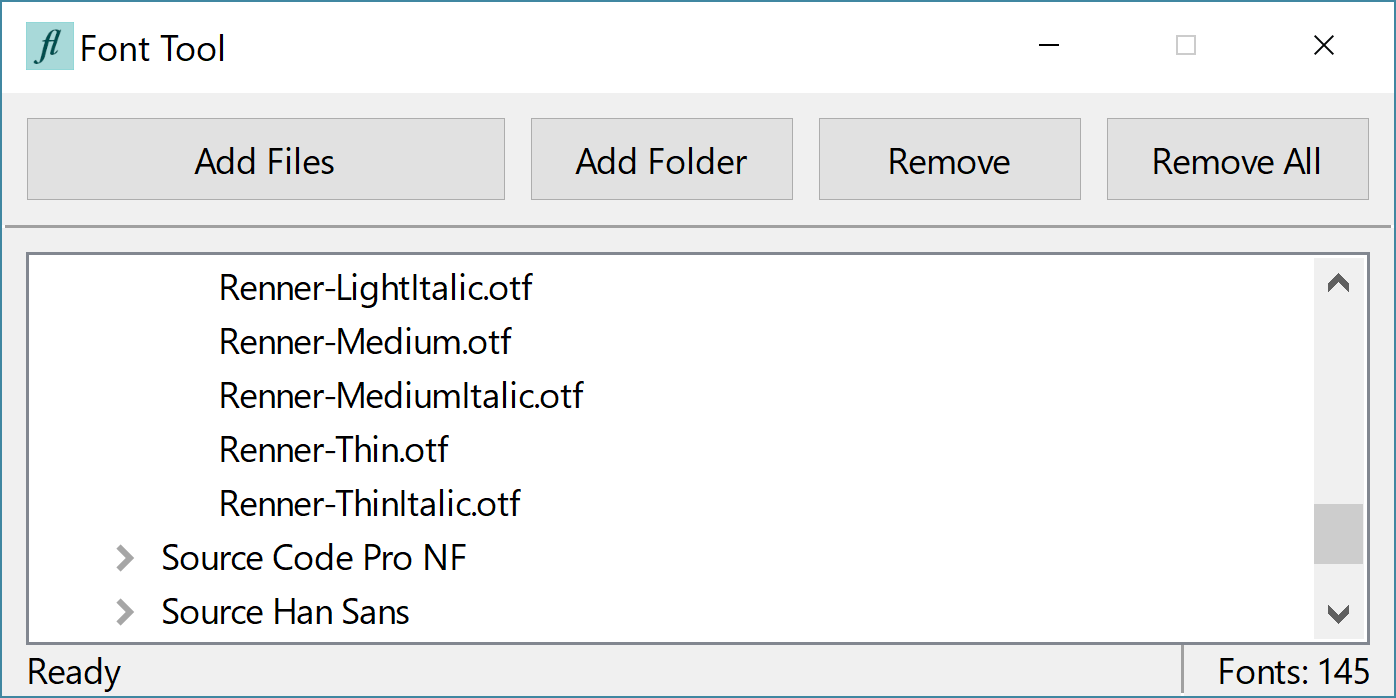 fl Font Tool
Add Files Add Folder Remove Remove All
Renner-LightItalic.otf
Renner-Medium.otf
Renner-MediumItalic.otf
Renner-Thin.otf
Renner-ThinItalic.otf
Source Code Pro NF
Source Han Sans
Ready Fonts: 145